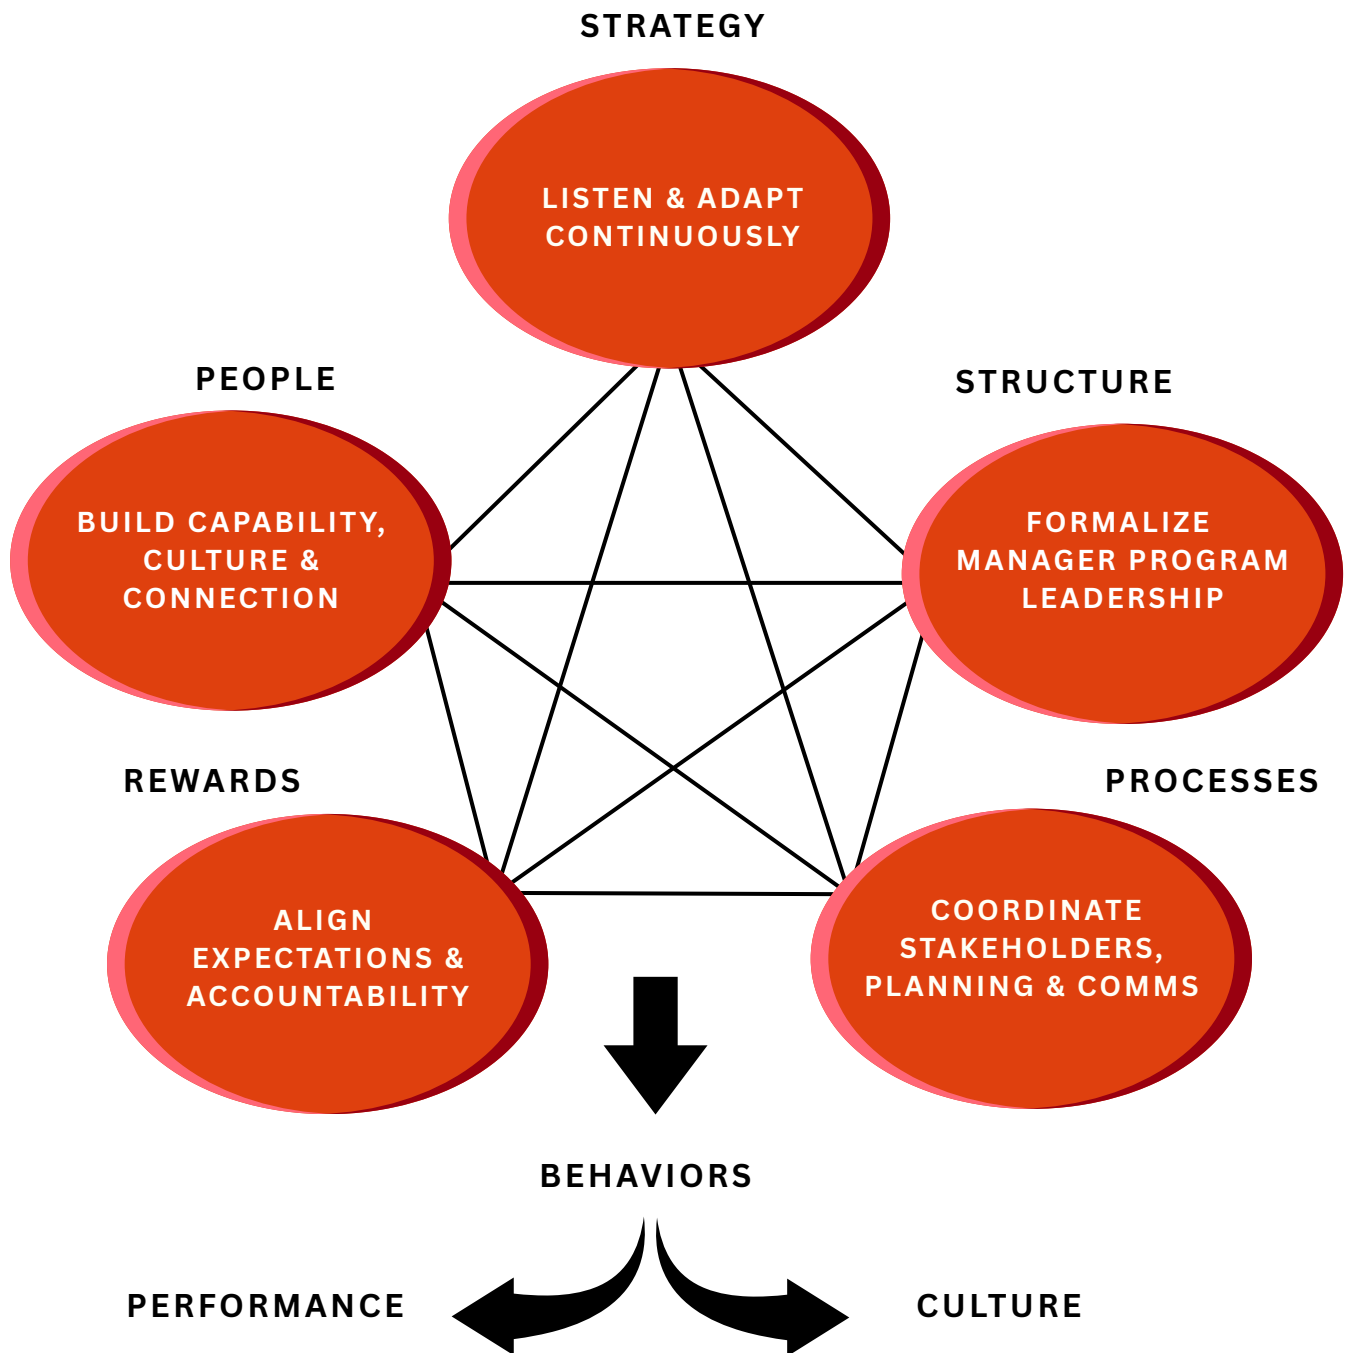 STRATEGY
LISTEN & ADAPT
CONTINUOUSLY
PEOPLE
STRUCTURE
BUILD CAPABILITY,
CULTURE &
CONNECTION
FORMALIZE
MANAGER PROGRAM
LEADERSHIP
REWARDS
PROCESSES
ALIGN
EXPECTATIONS &
ACCOUNTABILITY
COORDINATE
STAKEHOLDERS,
PLANNING & COMMS
BEHAVIORS
PERFORMANCE
CULTURE